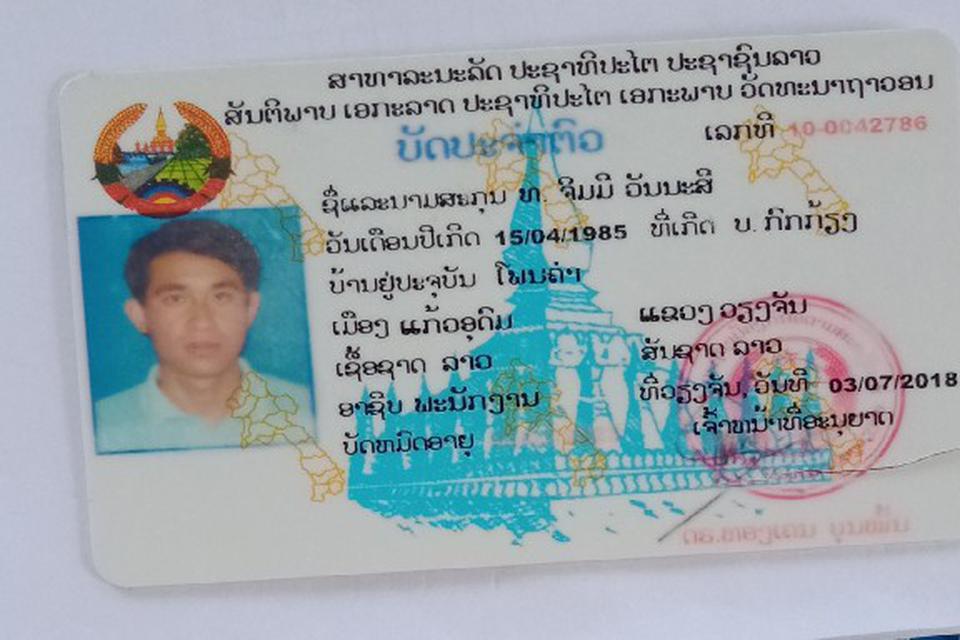 ສາທາລະນະລັດ ປະຊາທິປະໄຕ ປະຊາຊົນລາວ
ສັນຕິພາບ ເອກະລາດ ປະຊາທິປະໄຕ ເອກະພາບ ວັດທະນາຖາວອນ
ບັດປະຈຳຕົວ
ເລກທີ 10-0042786
ຊື່ແລະນາມສະກຸນ ທ. ຈິມມີ ວັນນະສີ
ວັນເດືອນປີເກີດ 15/04/1985 ທີ່ເກີດ ບ. ກົກກ້ຽງ
ບ້ານຢູ່ປະຈຸບັນ ໂພນຄຳ
ເມືອງ ແກ້ວອຸດົມ ແຂວງ ວຽງຈັນ
ເຊື້ອຊາດ ລາວ ສັນຊາດ ລາວ
ອາຊີບ ພະນັກງານ ທີ່ວຽງຈັນ, ວັນທີ 03/07/2018
ບັດຫມົດອາຍຸ ເຈົ້າຫນ້າທີ່ອະນຸຍາດ